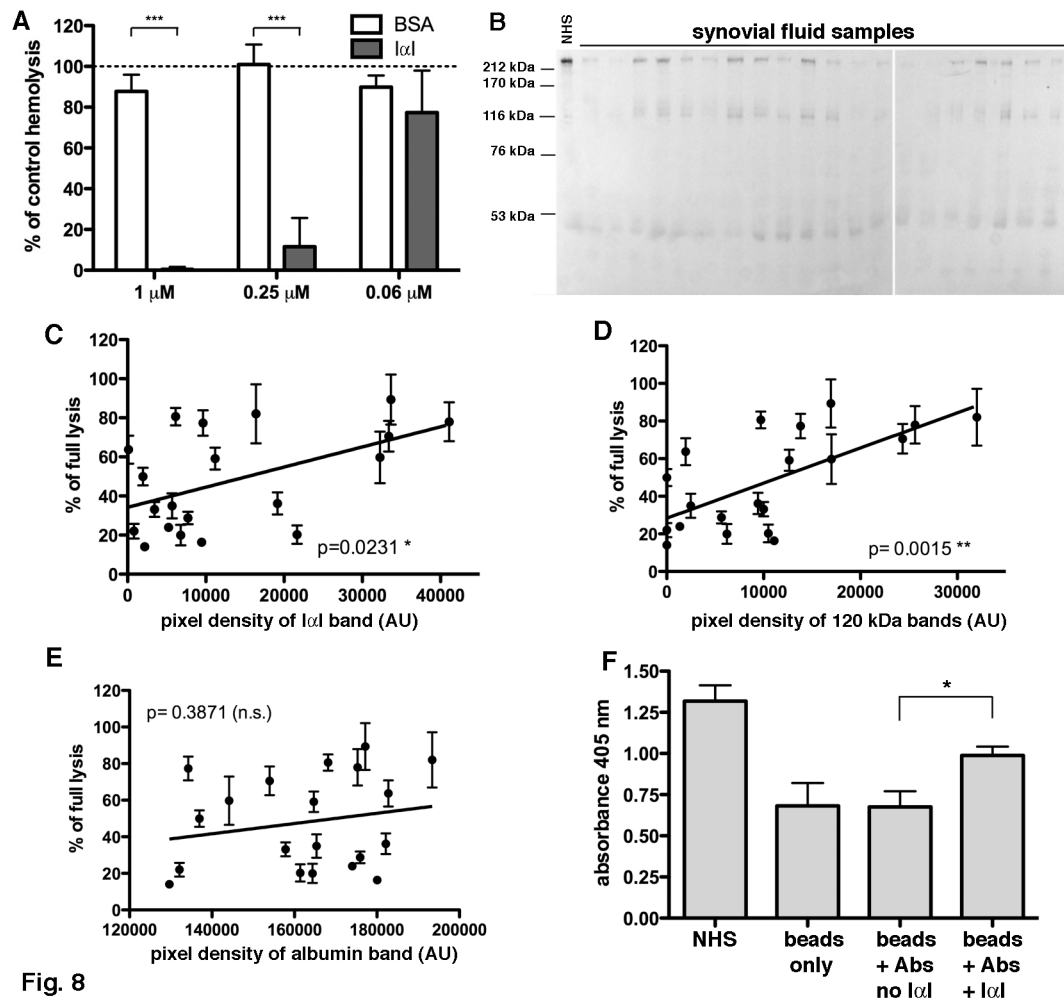 A
120
100
80
60
40
20
0
% of control hemolysis
***
***
BSA
IαI
1 μM
0.25 μM
0.06 μM
B
NHS
synovial fluid samples
212 kDa
170 kDa
116 kDa
76 kDa
53 kDa
C
120
100
80
60
40
20
0
% of full lysis
p=0.0231 *
0
10000
20000
30000
40000
pixel density of IαI band (AU)
D
120
100
80
60
40
20
0
% of full lysis
p= 0.0015 **
0
10000
20000
30000
pixel density of 120 kDa bands (AU)
E
120
100
80
60
40
20
0
% of full lysis
p= 0.3871 (n.s.)
120000
140000
160000
180000
200000
pixel density of albumin band (AU)
F
1.50
1.25
1.00
0.75
0.50
0.25
0.00
absorbance 405 nm
*
NHS
beads
only
beads
+ Abs
no IαI
beads
+ Abs
+ IαI
Fig. 8